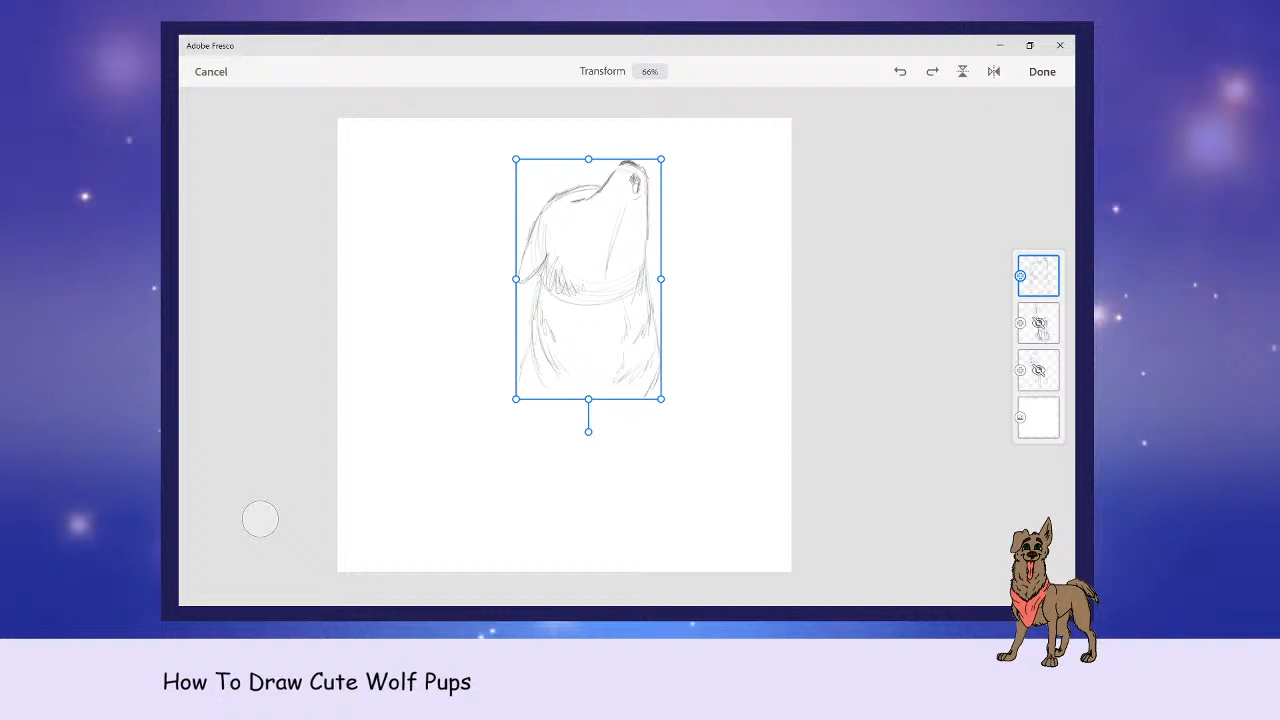 Adobe Fresco
Cancel
Transform 66%
Done
How To Draw Cute Wolf Pups